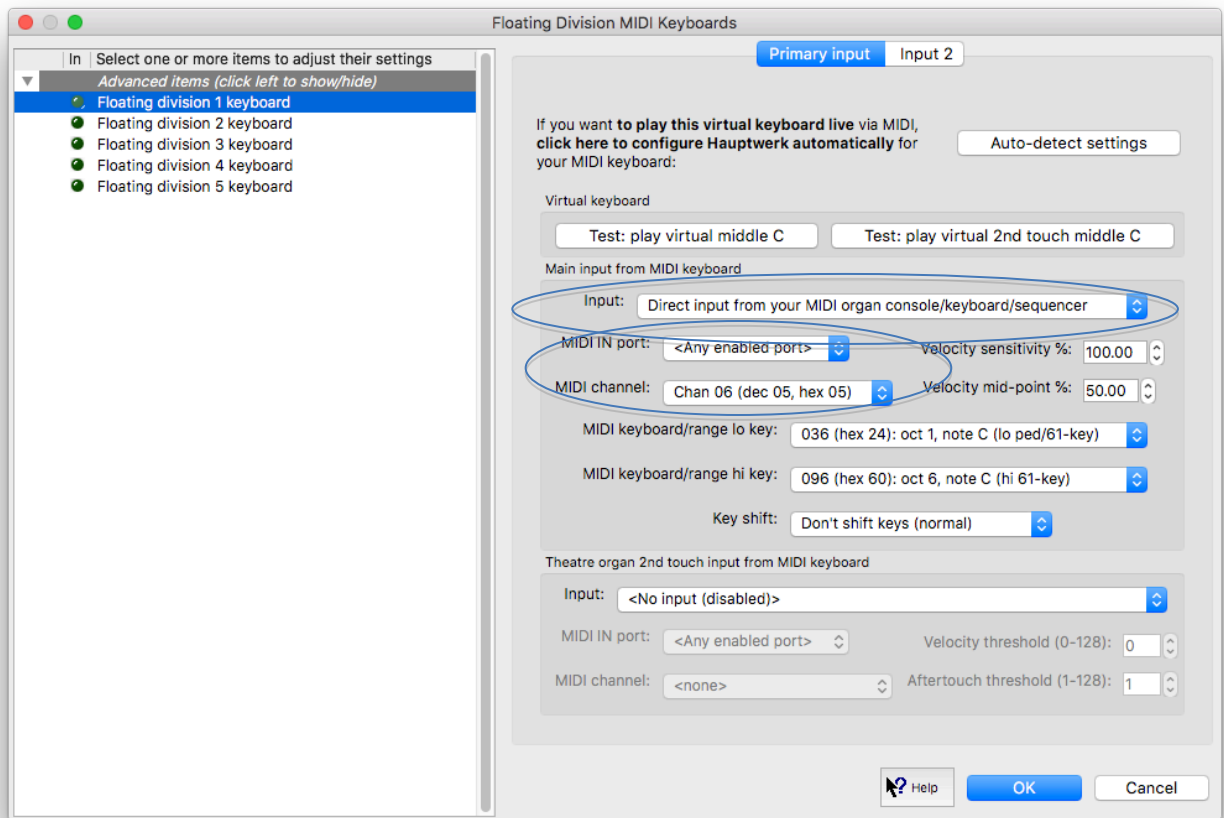 Floating Division MIDI Keyboards
In Select one or more items to adjust their settings
Advanced items (click left to show/hide)
Floating division 1 keyboard
Floating division 2 keyboard
Floating division 3 keyboard
Floating division 4 keyboard
Floating division 5 keyboard
Primary input Input 2
If you want to play this virtual keyboard live via MIDI,
click here to configure Hauptwerk automatically for
your MIDI keyboard:
Auto-detect settings
Virtual keyboard
Test: play virtual middle C Test: play virtual 2nd touch middle C
Main input from MIDI keyboard
Input: Direct input from your MIDI organ console/keyboard/sequencer
MIDI IN port: <Any enabled port> Velocity sensitivity %: 100.00
MIDI channel: Chan 06 (dec 05, hex 05) Velocity mid-point %: 50.00
MIDI keyboard/range lo key: 036 (hex 24): oct 1, note C (lo ped/61-key)
MIDI keyboard/range hi key: 096 (hex 60): oct 6, note C (hi 61-key)
Key shift: Don't shift keys (normal)
Theatre organ 2nd touch input from MIDI keyboard
Input: <No input (disabled)>
MIDI IN port: <Any enabled port> Velocity threshold (0-128): 0
MIDI channel: <none> Aftertouch threshold (1-128): 1
? Help OK Cancel